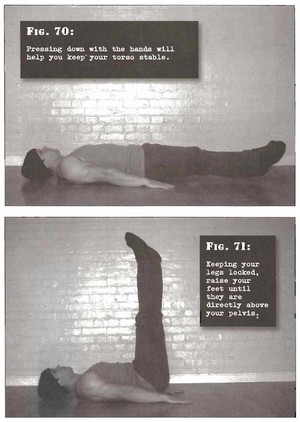 FIG. 70:
Pressing down with the hands will
help you keep your torso stable.
FIG. 71:
Keeping your
legs locked,
raise your
feet until
they are
directly above
your pelvis.